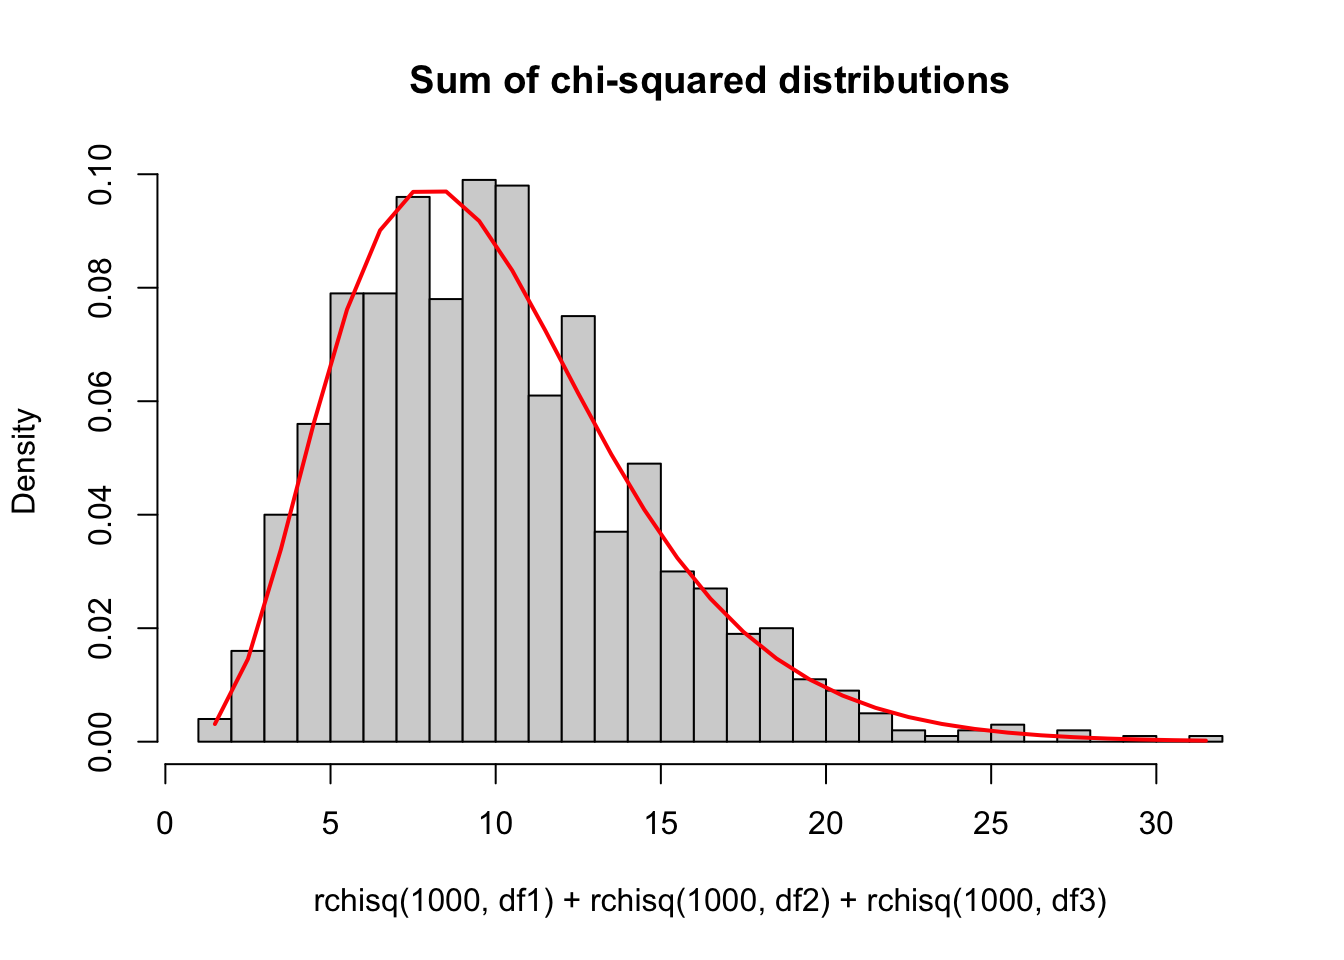 Sum of chi-squared distributions
Density
0.10
0.08
0.06
0.04
0.02
0.00
0 5 10 15 20 25 30
rchisq(1000, df1) + rchisq(1000, df2) + rchisq(1000, df3)